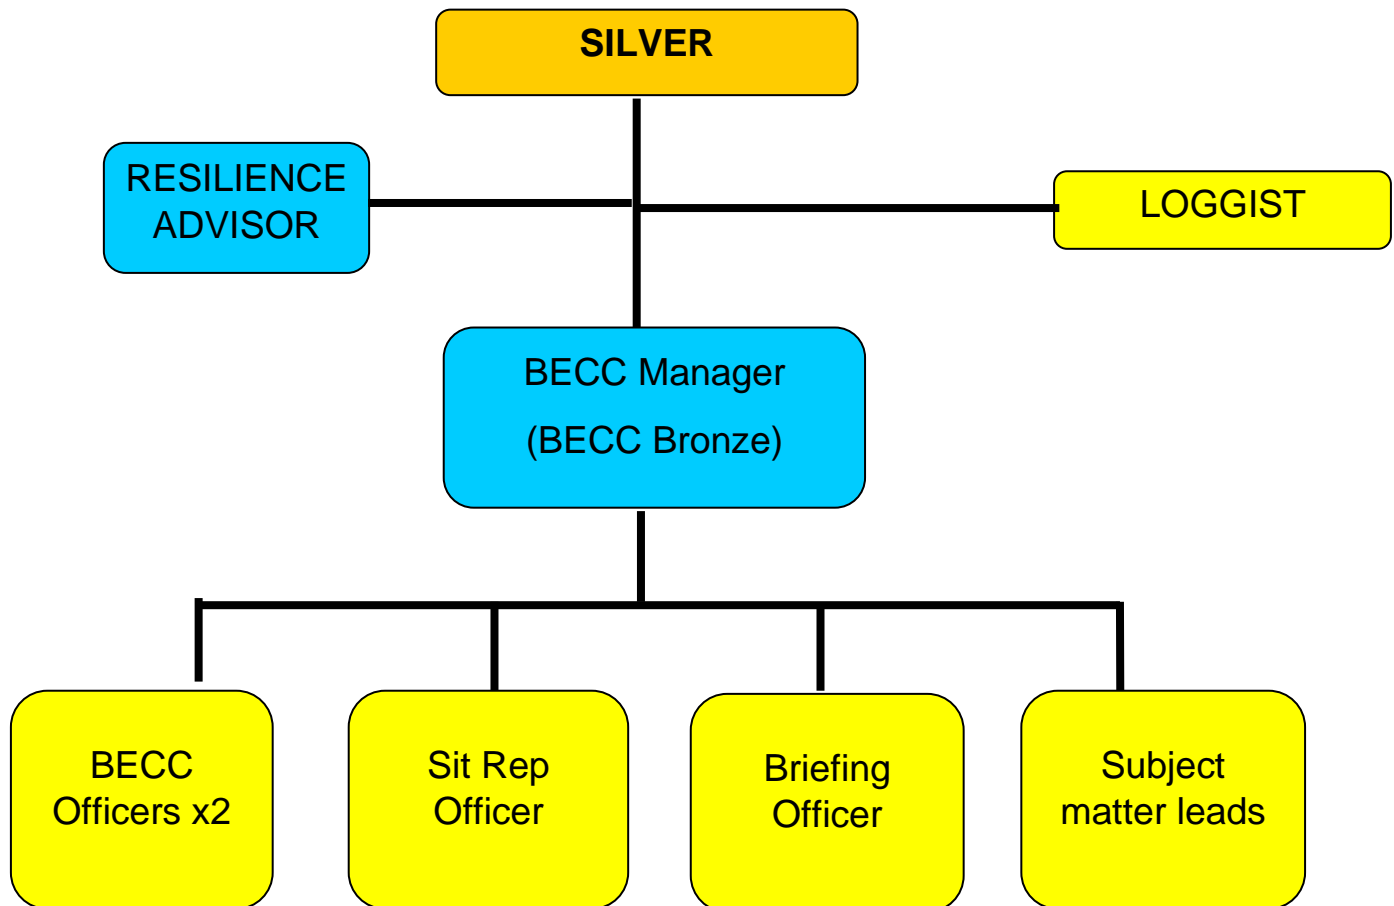 SILVER
RESILIENCE
ADVISOR
LOGGIST
BECC Manager
(BECC Bronze)
BECC
Officers x2
Sit Rep
Officer
Briefing
Officer
Subject
matter leads